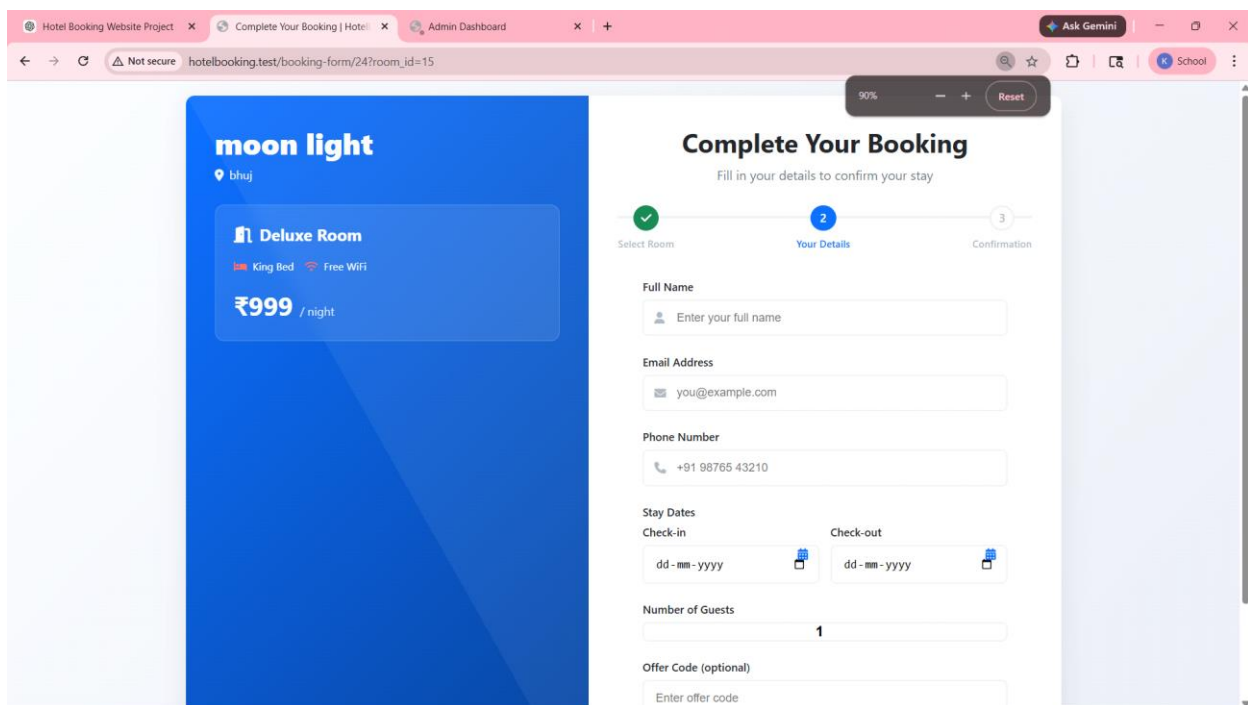 Hotel Booking Website Project
Complete Your Booking | Hotel
Admin Dashboard
Ask Gemini
Not secure
hotelbooking.test/booking-form/24?room_id=15
K School
90%
Reset
moon light
bhuj
Deluxe Room
King Bed Free WiFi
₹999 / night
Complete Your Booking
Fill in your details to confirm your stay
2 3
Select Room Your Details Confirmation
Full Name
Enter your full name
Email Address
you@example.com
Phone Number
+91 98765 43210
Stay Dates
Check-in Check-out
dd-mm-yyyy dd-mm-yyyy
Number of Guests
1
Offer Code (optional)
Enter offer code